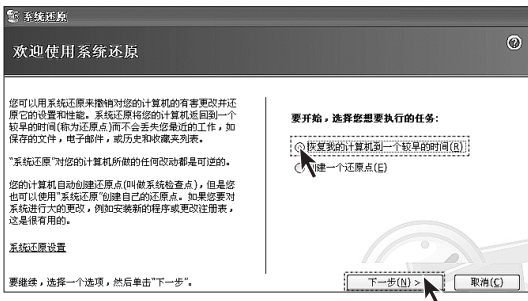 系统还原
欢迎使用系统还原
您可以用系统还原来撤销对您的计算机的有害更改并还
原它的设置和性能。系统还原将您的计算机返回到一个
较早的时间(称为还原点)而不会丢失您最近的工作，如
保存的文件，电子邮件，或历史和收藏夹列表。
“系统还原”对您的计算机所做的任何改动都是可逆的。
您的计算机自动创建还原点(叫做系统检查点)，但是您
也可以使用“系统还原”创建自己的还原点。如果您要对
系统进行大的更改，例如安装新的程序或更改注册表，
这是很有用的。
系统还原设置
要继续，选择一个选项，然后单击“下一步”。
要开始，选择您想要执行的任务:
恢复我的计算机到一个较早的时间(R)
建一个还原点(E)
下一步(N) >
取消(C)